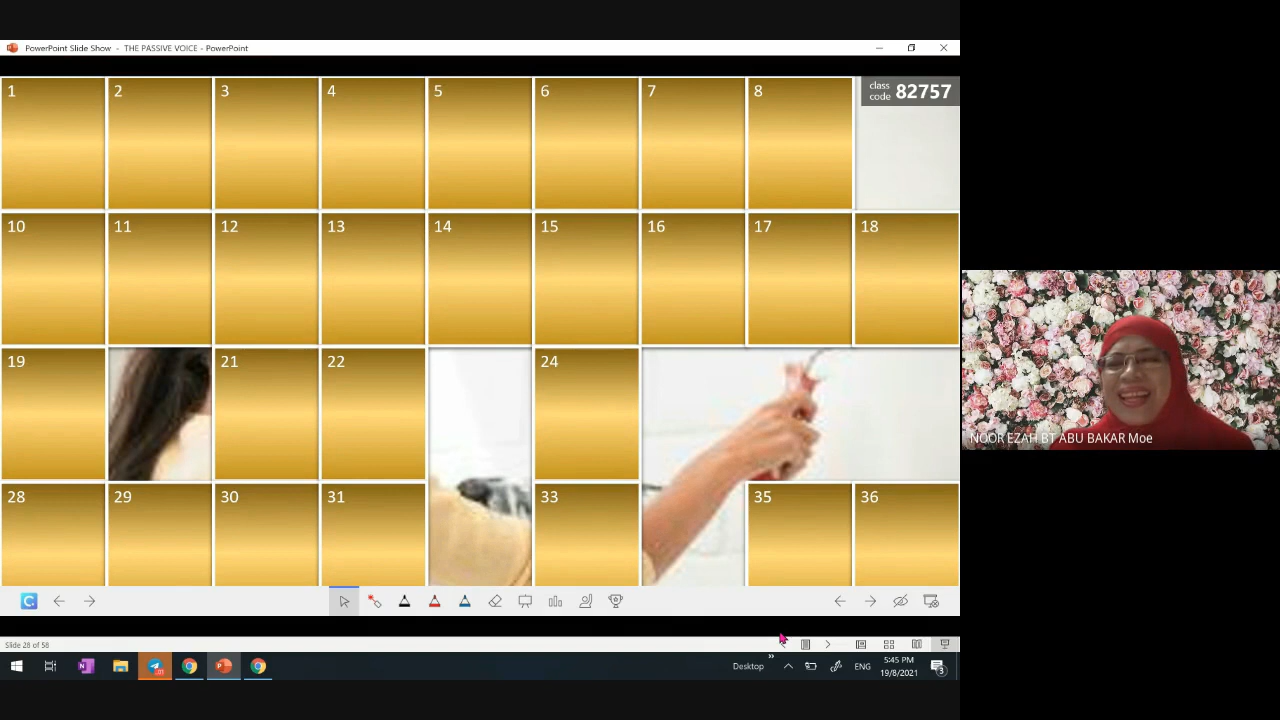 PowerPoint Slide Show - THE PASSIVE VOICE - PowerPoint
1 2 3 4 5 6 7 8
class code 82757
10 11 12 13 14 15 16 17 18
19 21 22 24
28 29 30 31 33 35 36
NOOR EZAH BT ABU BAKAR Moe
Slide 28 of 58
Desktop
ENG
5:45 PM
19/8/2021
3